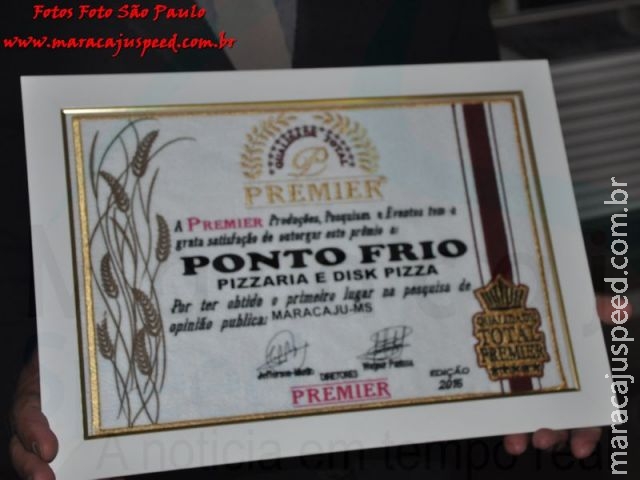 Fotos Foto São Paulo
www.maracajuspeed.com.br
QUALIDADE TOTAL
P
PREMIER
A PREMIER Produções, Pesquisas e Eventos tem a
grata satisfação de outorgar este prêmio a:
PONTO FRIO
PIZZARIA E DISK PIZZA
Por ter obtido o primeiro lugar na pesquisa de
opinião publica: MARACAJU-MS
DIRETORES
PREMIER
EDIÇÃO
2015
QUALIDADE
TOTAL
PREMIER
A notícia em tempo real
maracajuspeed.com.br